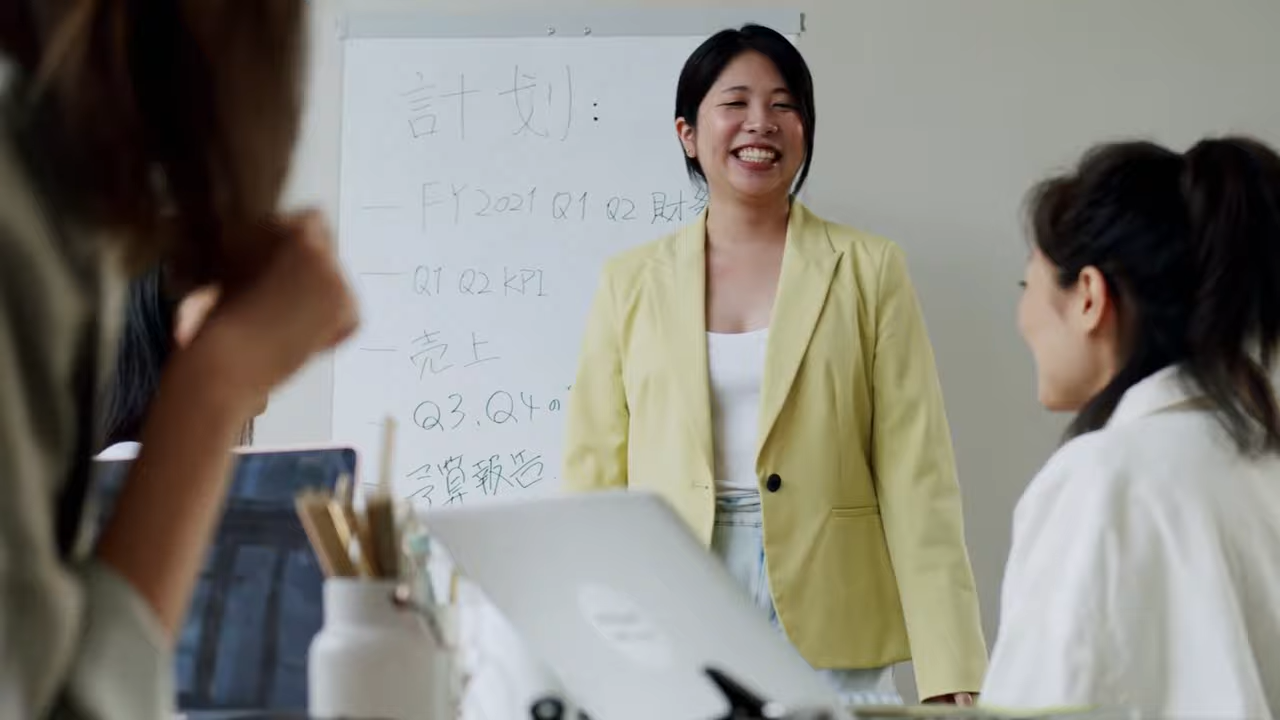 計划:
— FY2021 Q1 Q2 財務
— Q1 Q2 KPI
— 売上
— Q3、Q4の
予算報告